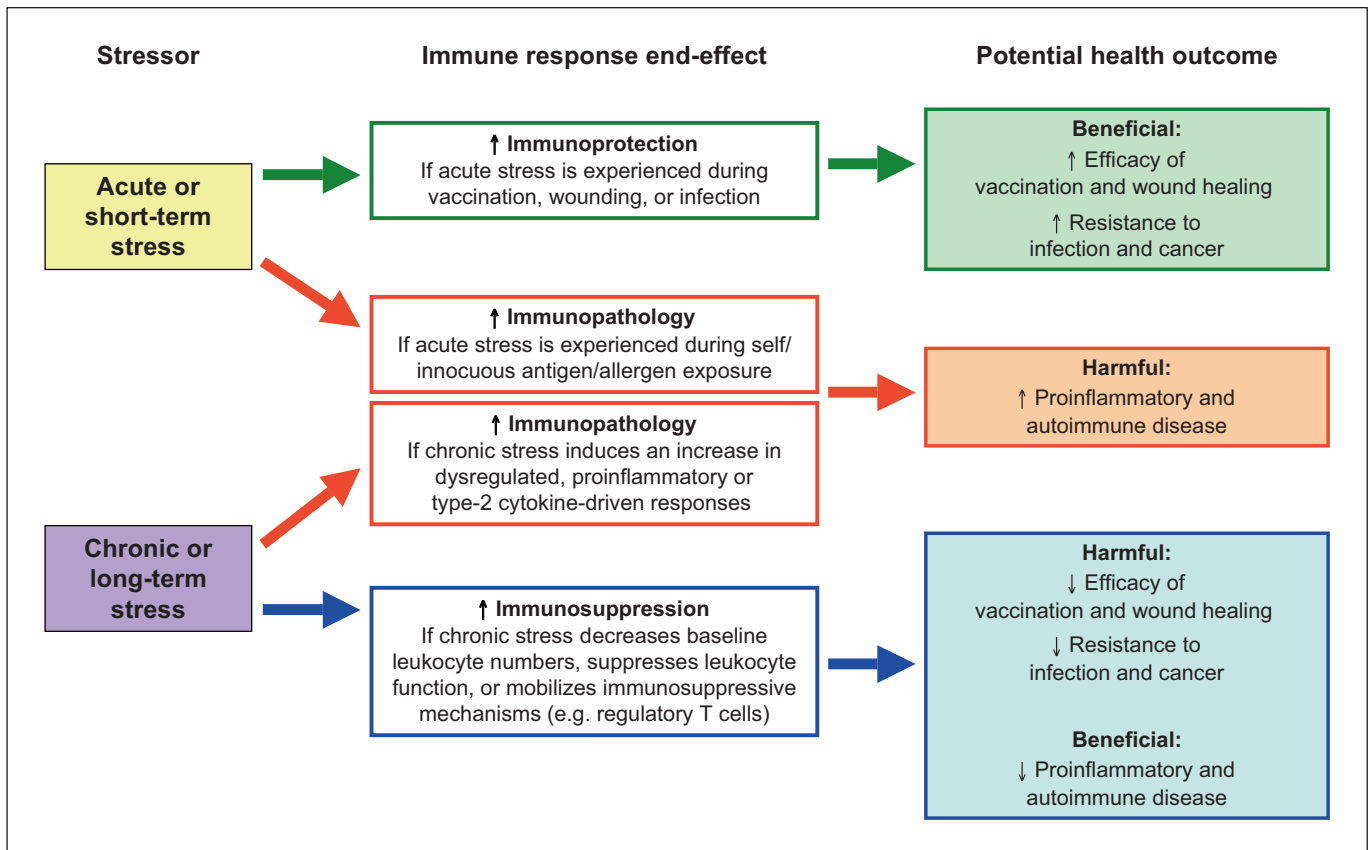 Stressor
Immune response end-effect
Potential health outcome
Acute or
short-term
stress
↑ Immunoprotection
If acute stress is experienced during
vaccination, wounding, or infection
Beneficial:
↑ Efficacy of
vaccination and wound healing
↑ Resistance to
infection and cancer
↑ Immunopathology
If acute stress is experienced during self/
innocuous antigen/allergen exposure
↑ Immunopathology
If chronic stress induces an increase in
dysregulated, proinflammatory or
type-2 cytokine-driven responses
Harmful:
↑ Proinflammatory and
autoimmune disease
Chronic or
long-term
stress
↑ Immunosuppression
If chronic stress decreases baseline
leukocyte numbers, suppresses leukocyte
function, or mobilizes immunosuppressive
mechanisms (e.g. regulatory T cells)
Harmful:
↓ Efficacy of
vaccination and wound healing
↓ Resistance to
infection and cancer
Beneficial:
↓ Proinflammatory and
autoimmune disease